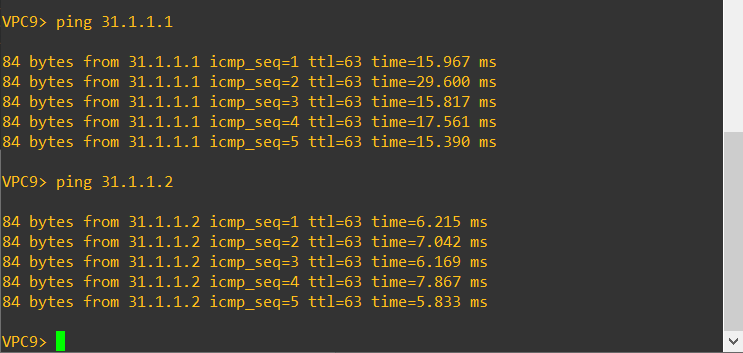 VPC9> ping 31.1.1.1
84 bytes from 31.1.1.1 icmp_seq=1 ttl=63 time=15.967 ms
84 bytes from 31.1.1.1 icmp_seq=2 ttl=63 time=29.600 ms
84 bytes from 31.1.1.1 icmp_seq=3 ttl=63 time=15.817 ms
84 bytes from 31.1.1.1 icmp_seq=4 ttl=63 time=17.561 ms
84 bytes from 31.1.1.1 icmp_seq=5 ttl=63 time=15.390 ms
VPC9> ping 31.1.1.2
84 bytes from 31.1.1.2 icmp_seq=1 ttl=63 time=6.215 ms
84 bytes from 31.1.1.2 icmp_seq=2 ttl=63 time=7.042 ms
84 bytes from 31.1.1.2 icmp_seq=3 ttl=63 time=6.169 ms
84 bytes from 31.1.1.2 icmp_seq=4 ttl=63 time=7.867 ms
84 bytes from 31.1.1.2 icmp_seq=5 ttl=63 time=5.833 ms
VPC9>